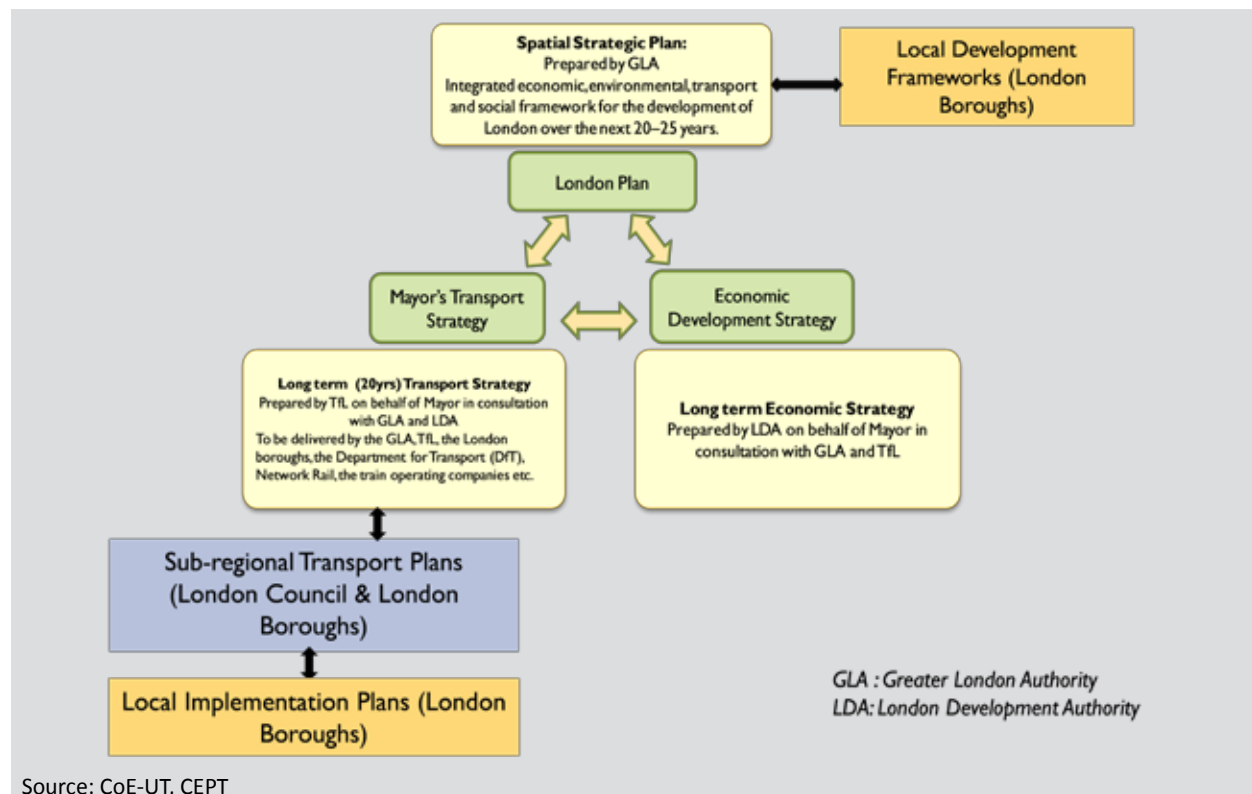 Spatial Strategic Plan:
Prepared by GLA
Integrated economic, environmental, transport
and social framework for the development of
London over the next 20–25 years.
Local Development
Frameworks (London
Boroughs)
London Plan
Mayor's Transport
Strategy
Economic
Development Strategy
Long term (20yrs) Transport Strategy
Prepared by TfL on behalf of Mayor in consultation
with GLA and LDA
To be delivered by the GLA, TfL, the London
boroughs, the Department for Transport (DfT),
Network Rail, the train operating companies etc.
Long term Economic Strategy
Prepared by LDA on behalf of Mayor in
consultation with GLA and TfL
Sub-regional Transport Plans
(London Council & London
Boroughs)
Local Implementation Plans (London
Boroughs)
GLA : Greater London Authority
LDA: London Development Authority
Source: CoE-UT, CEPT